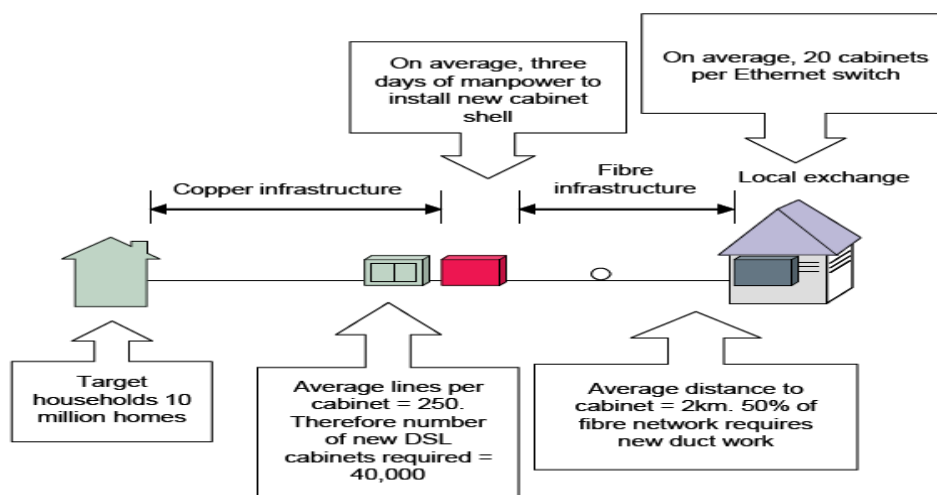 On average, three
days of manpower to
install new cabinet
shell
On average, 20 cabinets
per Ethernet switch
Copper infrastructure
Fibre
infrastructure
Local exchange
Target
households 10
million homes
Average lines per
cabinet = 250.
Therefore number
of new DSL
cabinets required =
40,000
Average distance to
cabinet = 2km. 50% of
fibre network requires
new duct work